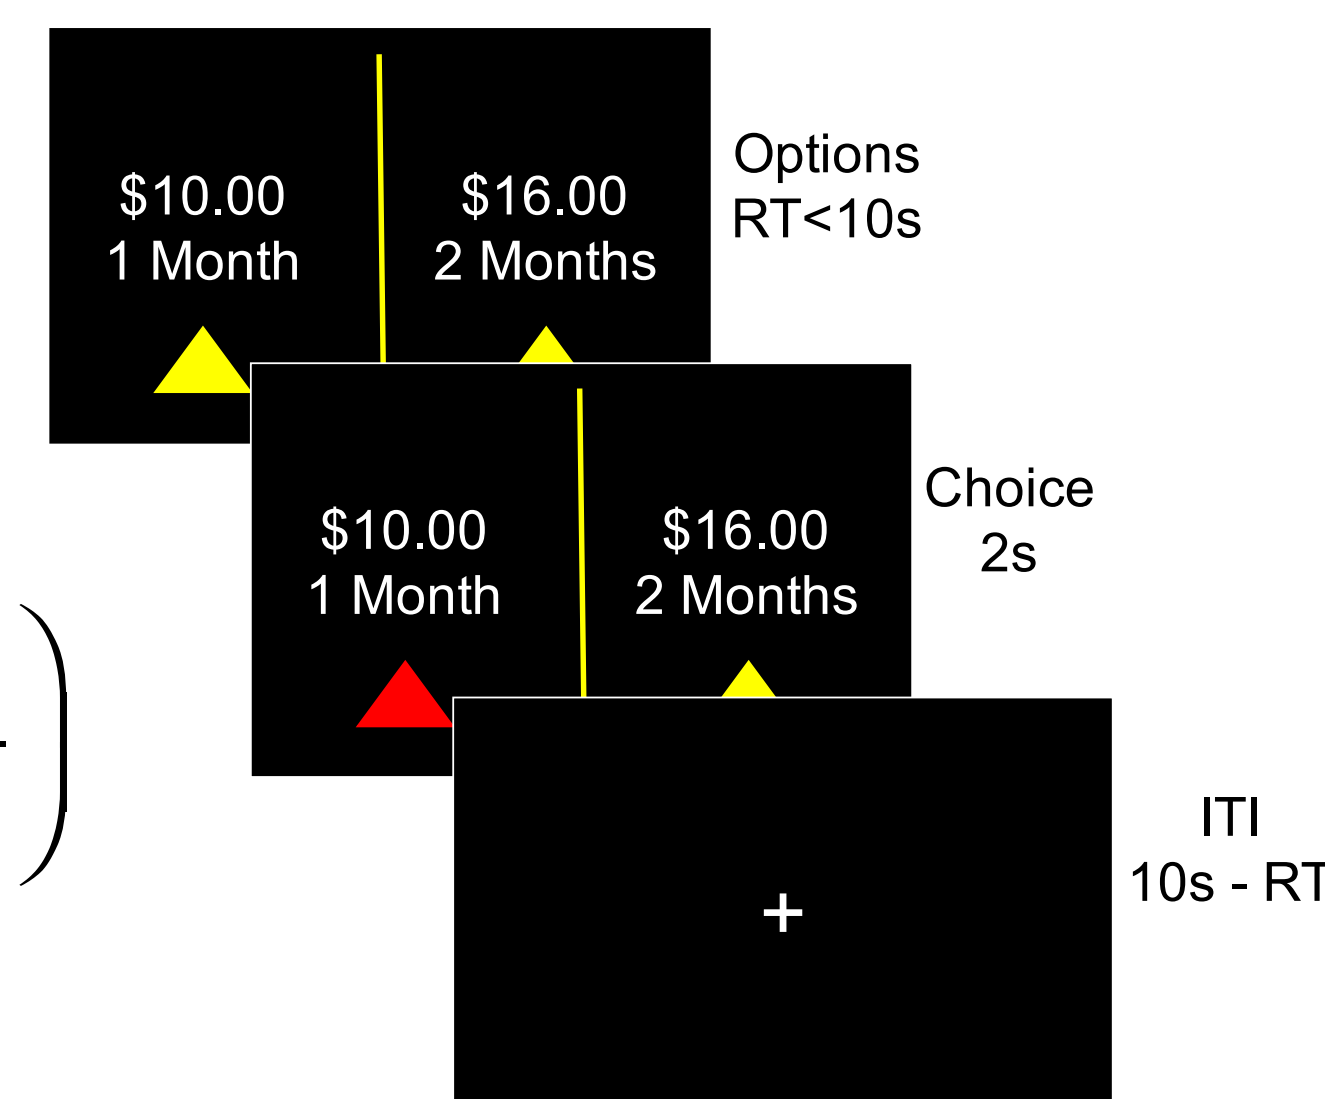 $10.00
1 Month
$16.00
2 Months
Options
RT<10s
$10.00
1 Month
$16.00
2 Months
Choice
2s
+
ITI
10s - RT